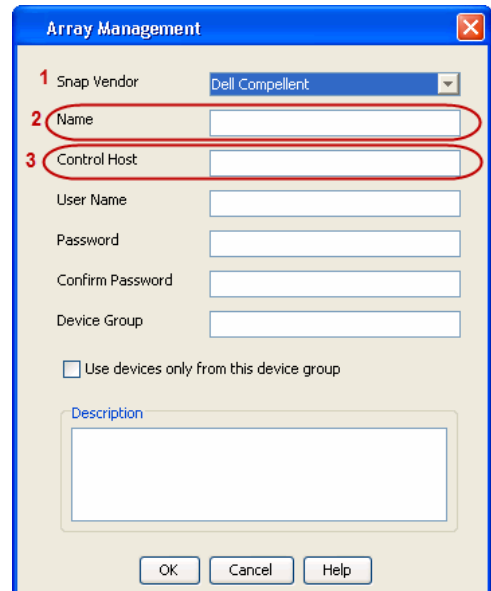 Array Management
1 Snap Vendor Dell Compellent
2 Name
3 Control Host
User Name
Password
Confirm Password
Device Group
Use devices only from this device group
Description
OK Cancel Help